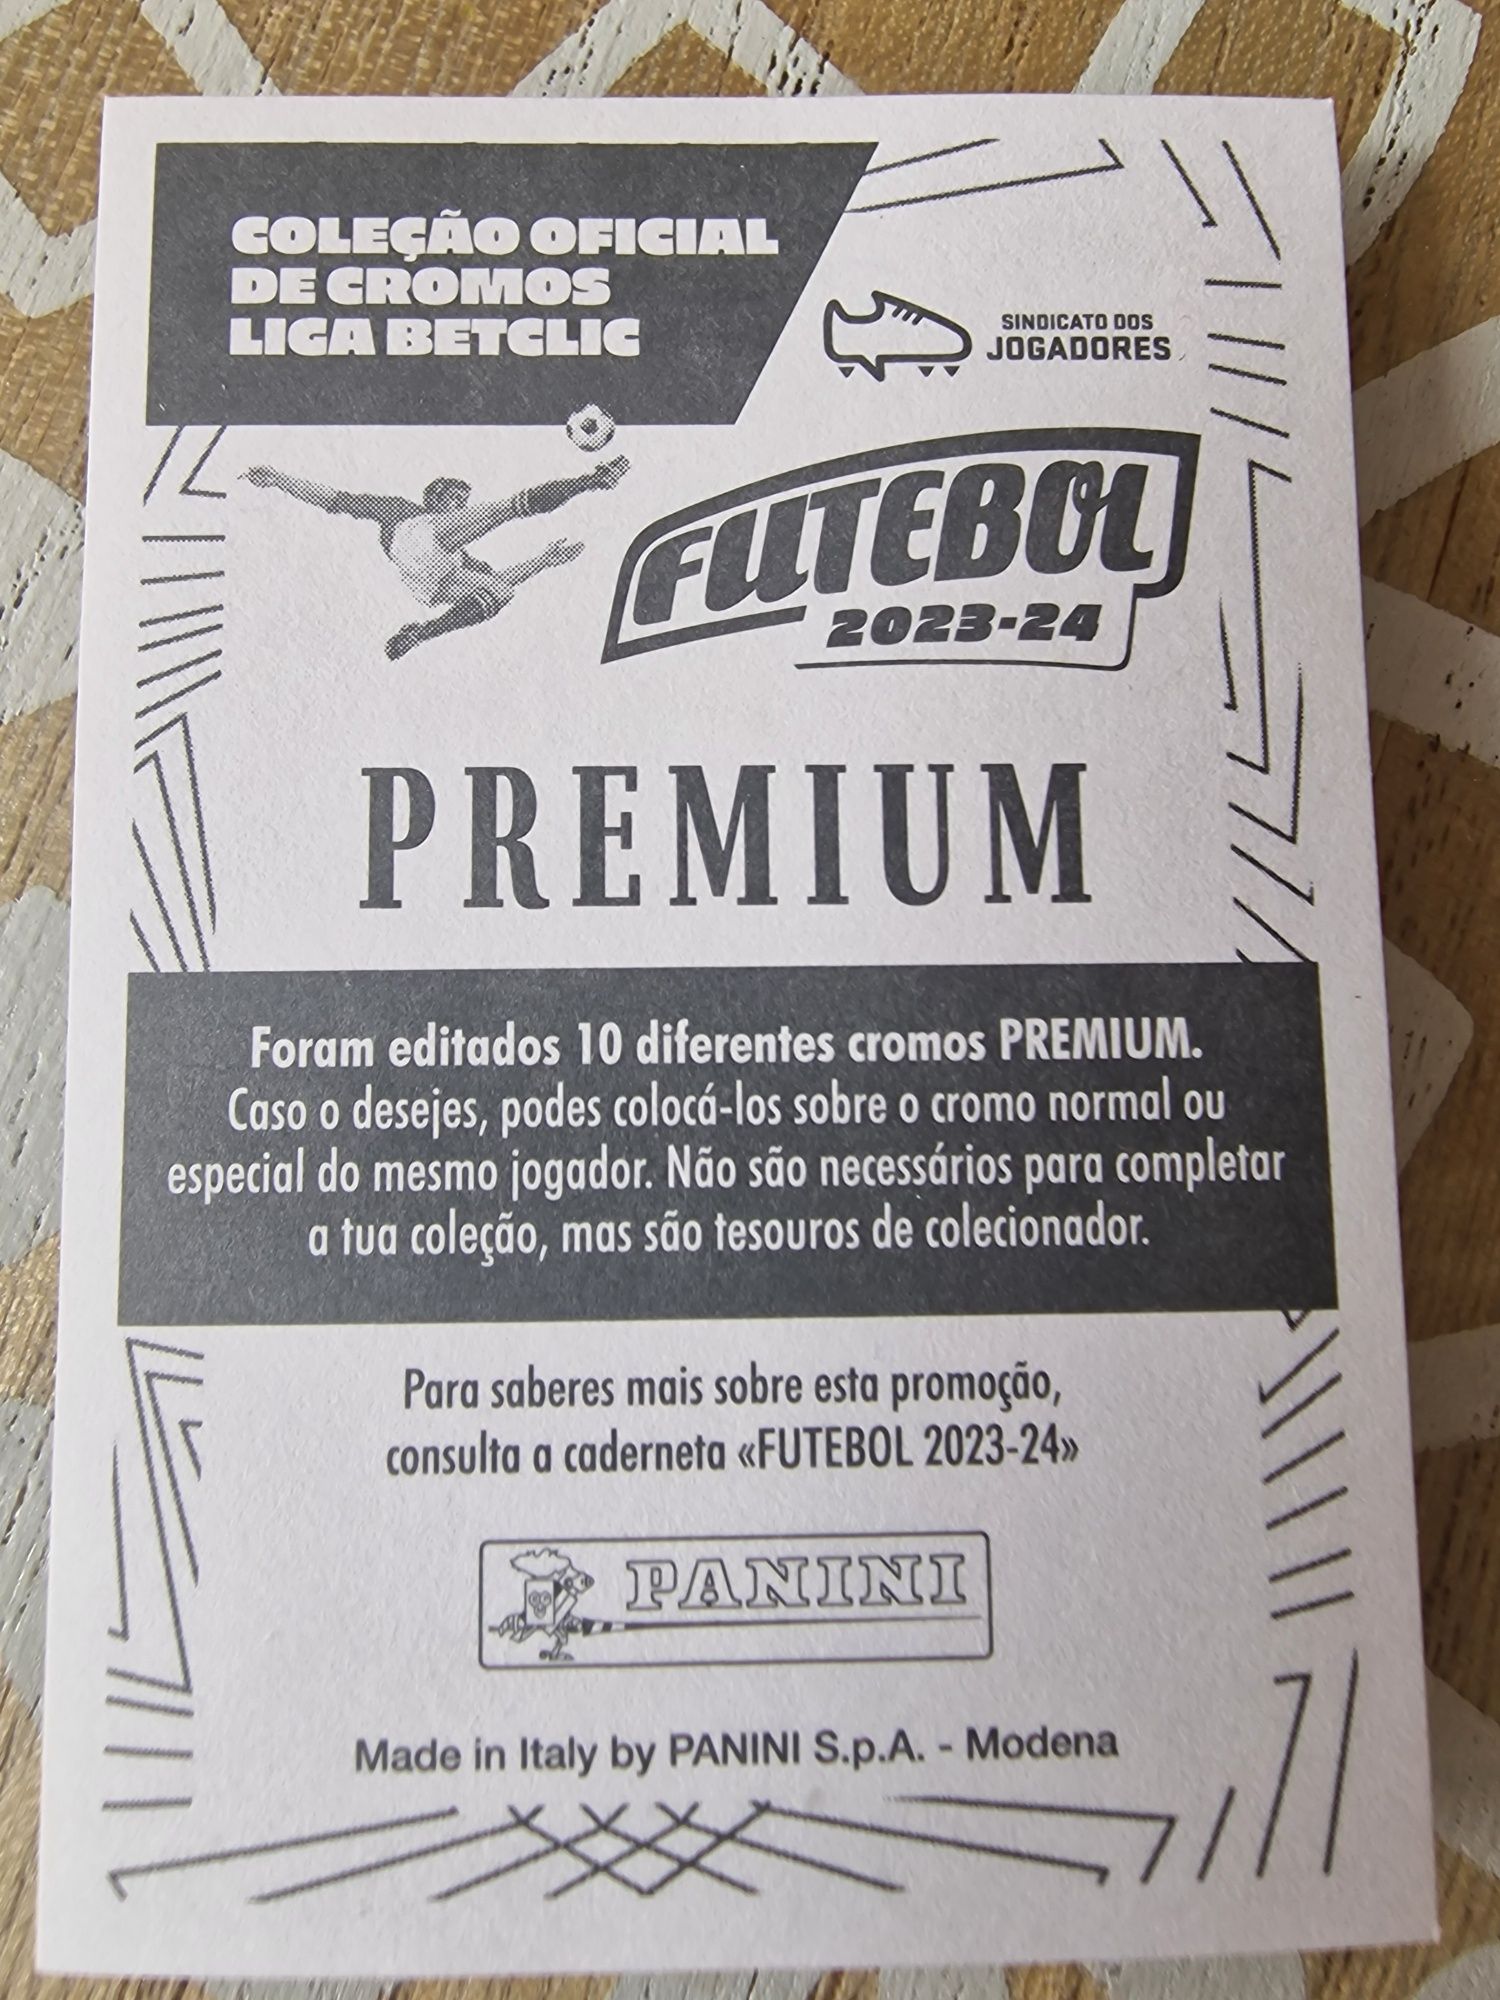 COLEÇÃO OFICIAL
DE CROMOS
LIGA BETCLIC
SINDICATO DOS
JOGADORES
FUTEBOL
2023-24
PREMIUM
Foram editados 10 diferentes cromos PREMIUM.
Caso o desejes, podes colocá-los sobre o cromo normal ou
especial do mesmo jogador. Não são necessários para completar
a tua coleção, mas são tesouros de colecionador.
Para saberes mais sobre esta promoção,
consulta a caderneta «FUTEBOL 2023-24»
PANINI
Made in Italy by PANINI S.p.A. - Modena